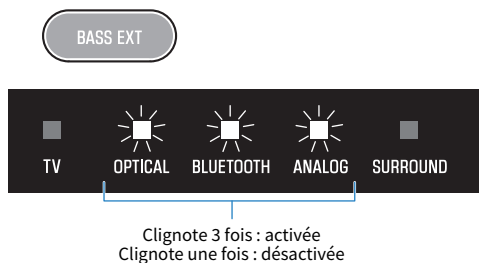 BASS EXT
TV OPTICAL BLUETOOTH ANALOG SURROUND
Clignote 3 fois : activée
Clignote une fois : désactivée